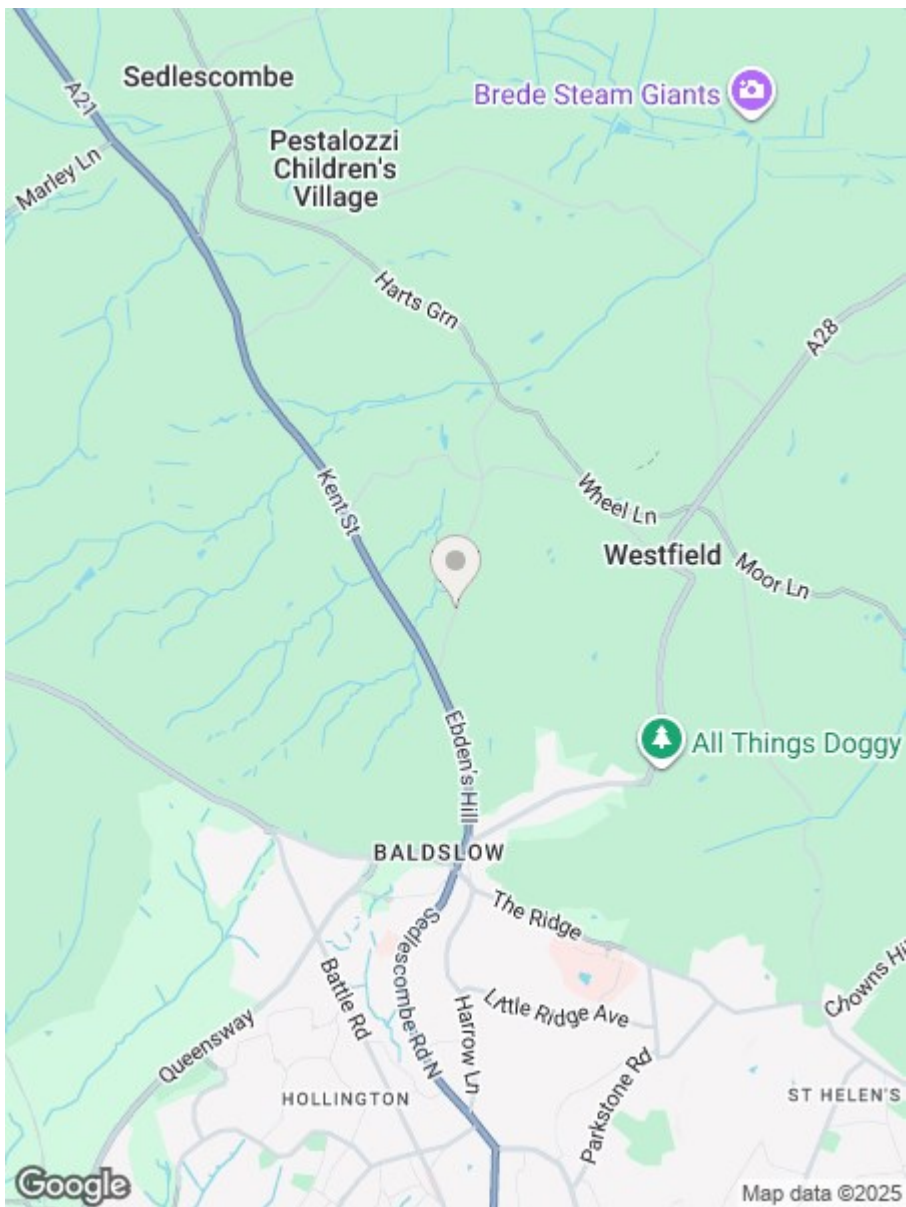 Sedlescombe
Brede Steam Giants
A21
Pestalozzi
Children's
Village
Marley Ln
Harts Grn
A28
Kent St
Wheel Ln
Westfield
Moor Ln
Ebden's Hill
All Things Doggy
BALDSLOW
The Ridge
Sedlescombe Rd N
Battle Rd
Harrow Ln
Little Ridge Ave
Chowns Hi
Queensway
Parkstone Rd
HOLLINGTON
ST HELEN'S
Google
Map data ©2025